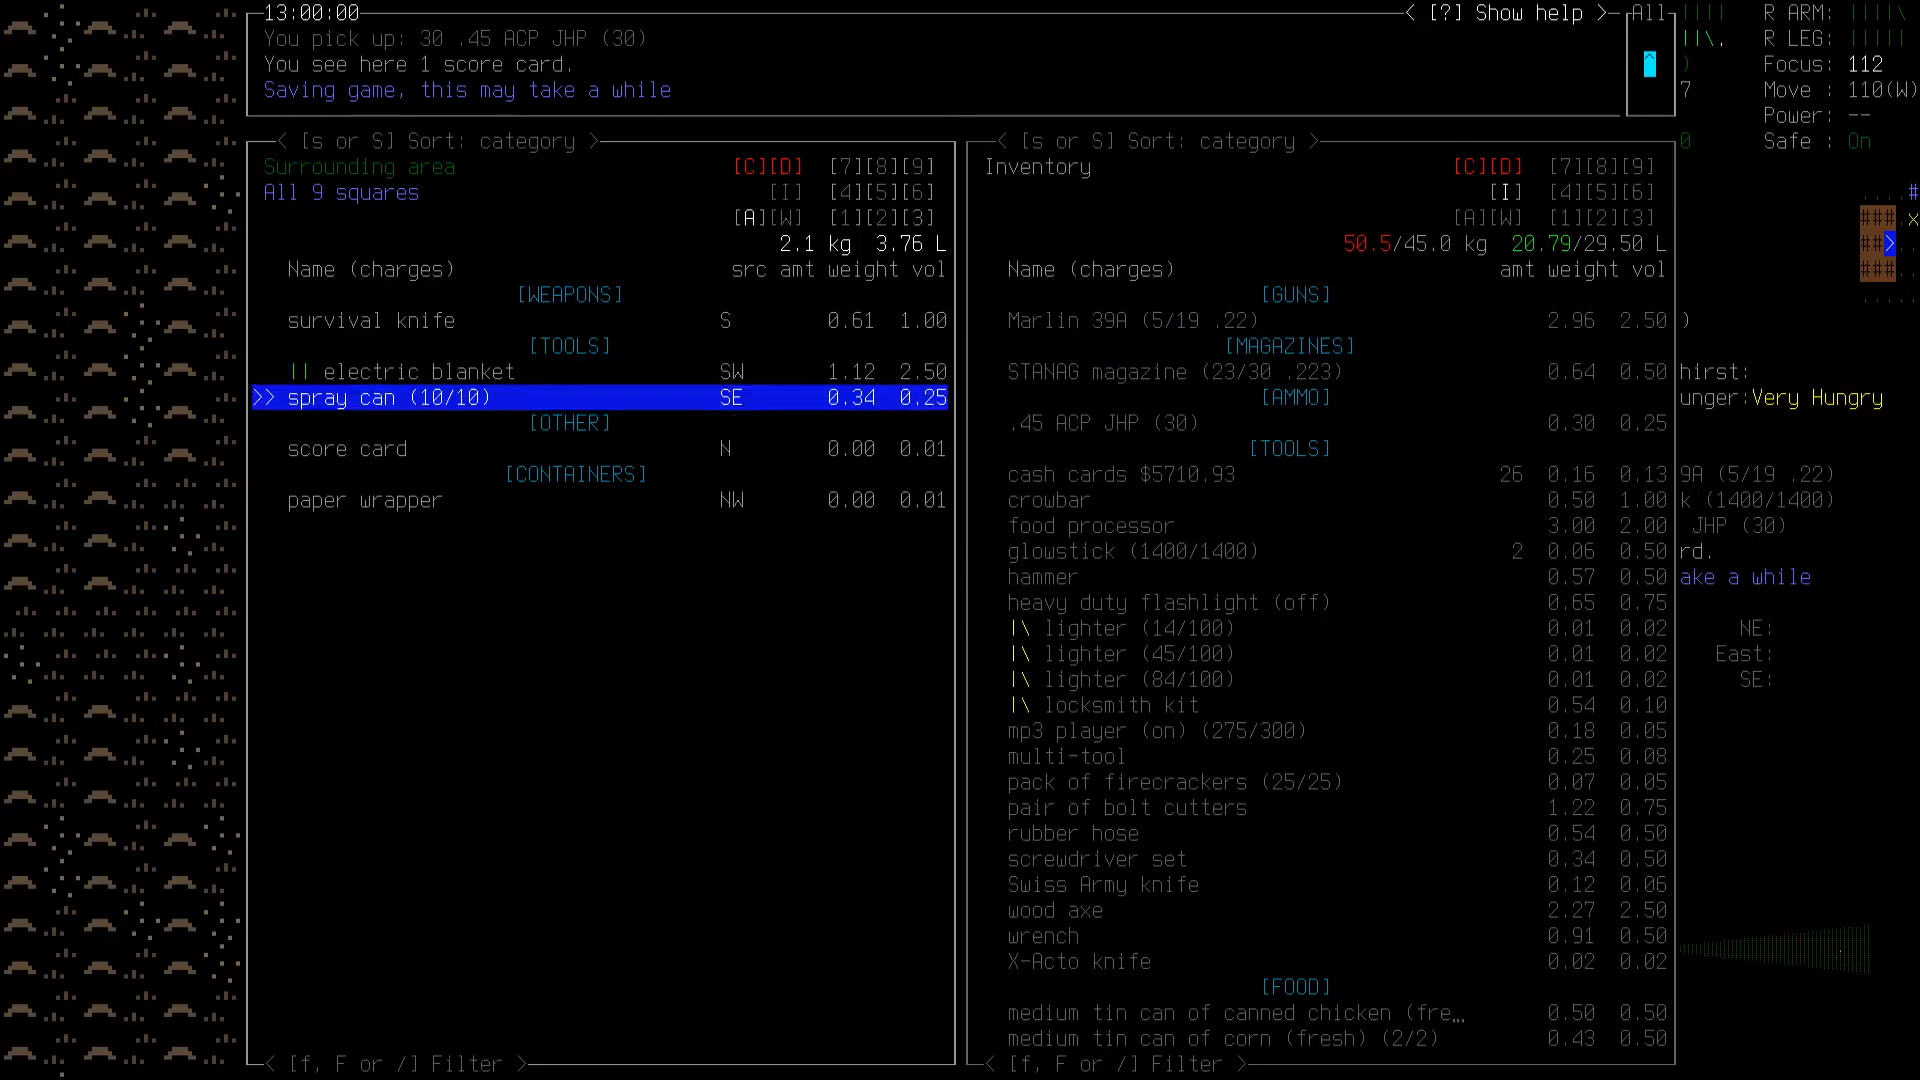 13:00:00 < [?] Show help > All
You pick up: 30 .45 ACP JHP (30)
You see here 1 score card.
Saving game, this may take a while
R ARM: ||||\
||\. R LEG: |||||
) Focus: 112
7 Move : 110(W)
Power: --
0 Safe : On
< [s or S] Sort: category >
Surrounding area [C][D] [7][8][9]
All 9 squares [I] [4][5][6]
[A][W] [1][2][3]
2.1 kg 3.76 L
Name (charges) src amt weight vol
[WEAPONS]
survival knife S 0.61 1.00
[TOOLS]
|| electric blanket SW 1.12 2.50
>> spray can (10/10) SE 0.34 0.25
[OTHER]
score card N 0.00 0.01
[CONTAINERS]
paper wrapper NW 0.00 0.01
< [f, F or /] Filter >
< [s or S] Sort: category >
Inventory [C][D] [7][8][9]
[I] [4][5][6]
[A][W] [1][2][3]
50.5/45.0 kg 20.79/29.50 L
Name (charges) amt weight vol
[GUNS]
Marlin 39A (5/19 .22) 2.96 2.50
[MAGAZINES]
STANAG magazine (23/30 .223) 0.64 0.50
[AMMO]
.45 ACP JHP (30) 0.30 0.25
[TOOLS]
cash cards $5710.93 26 0.16 0.13
crowbar 0.50 1.00
food processor 3.00 2.00
glowstick (1400/1400) 2 0.06 0.50
hammer 0.57 0.50
heavy duty flashlight (off) 0.65 0.75
|\ lighter (14/100) 0.01 0.02
|\ lighter (45/100) 0.01 0.02
|\ lighter (84/100) 0.01 0.02
|\ locksmith kit 0.54 0.10
mp3 player (on) (275/300) 0.18 0.05
multi-tool 0.25 0.08
pack of firecrackers (25/25) 0.07 0.05
pair of bolt cutters 1.22 0.75
rubber hose 0.54 0.50
screwdriver set 0.34 0.50
Swiss Army knife 0.12 0.06
wood axe 2.27 2.50
wrench 0.91 0.50
X-Acto knife 0.02 0.02
[FOOD]
medium tin can of canned chicken (fre… 0.50 0.50
medium tin can of corn (fresh) (2/2) 0.43 0.50
< [f, F or /] Filter >
)
hirst:
unger:Very Hungry
9A (5/19 .22)
k (1400/1400)
JHP (30)
rd.
ake a while
NE:
East:
SE: